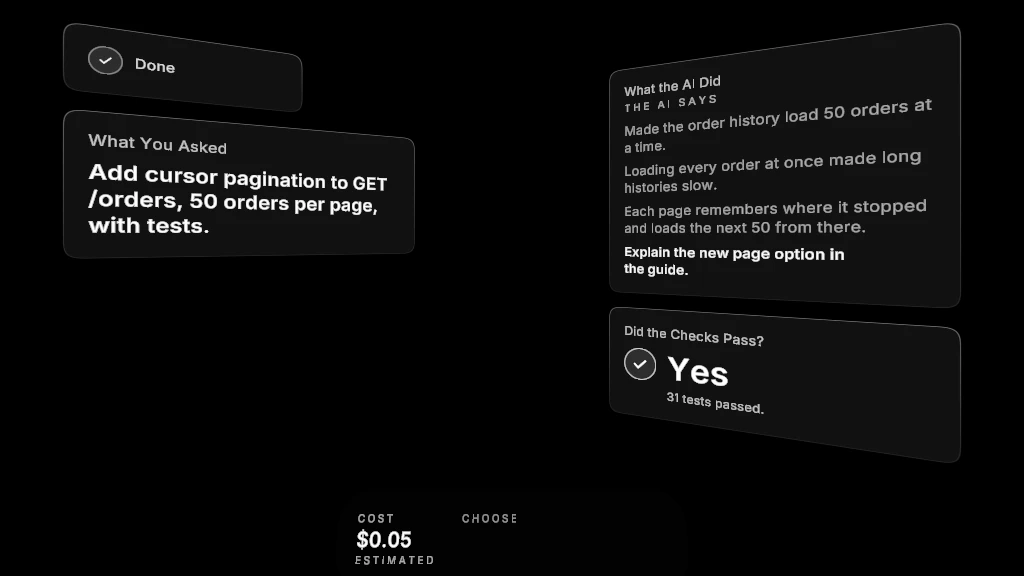 Done
What You Asked
Add cursor pagination to GET
/orders, 50 orders per page,
with tests.
What the AI Did
THE AI SAYS
Made the order history load 50 orders at
a time.
Loading every order at once made long
histories slow.
Each page remembers where it stopped
and loads the next 50 from there.
Explain the new page option in
the guide.
Did the Checks Pass?
Yes
31 tests passed.
COST
$0.05
ESTIMATED
CHOOSE